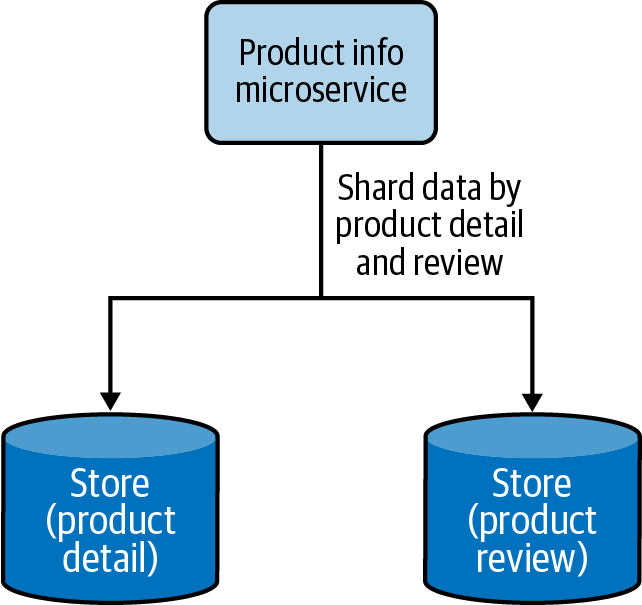 Product info
microservice
Shard data by
product detail
and review
Store
(product
detail)
Store
(product
review)